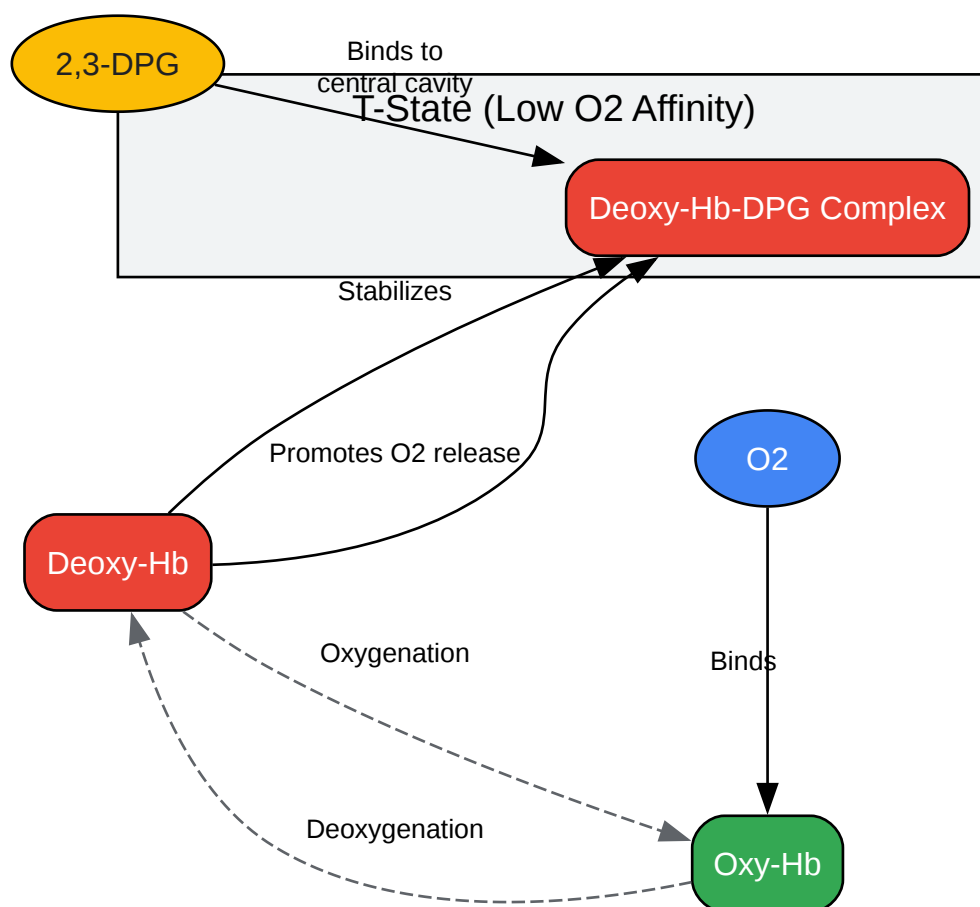 2,3-DPG
Binds to
central cavity
T-State (Low O2 Affinity)
Deoxy-Hb-DPG Complex
Stabilizes
Promotes O2 release
O2
Deoxy-Hb
Oxygenation
Binds
Deoxygenation
Oxy-Hb